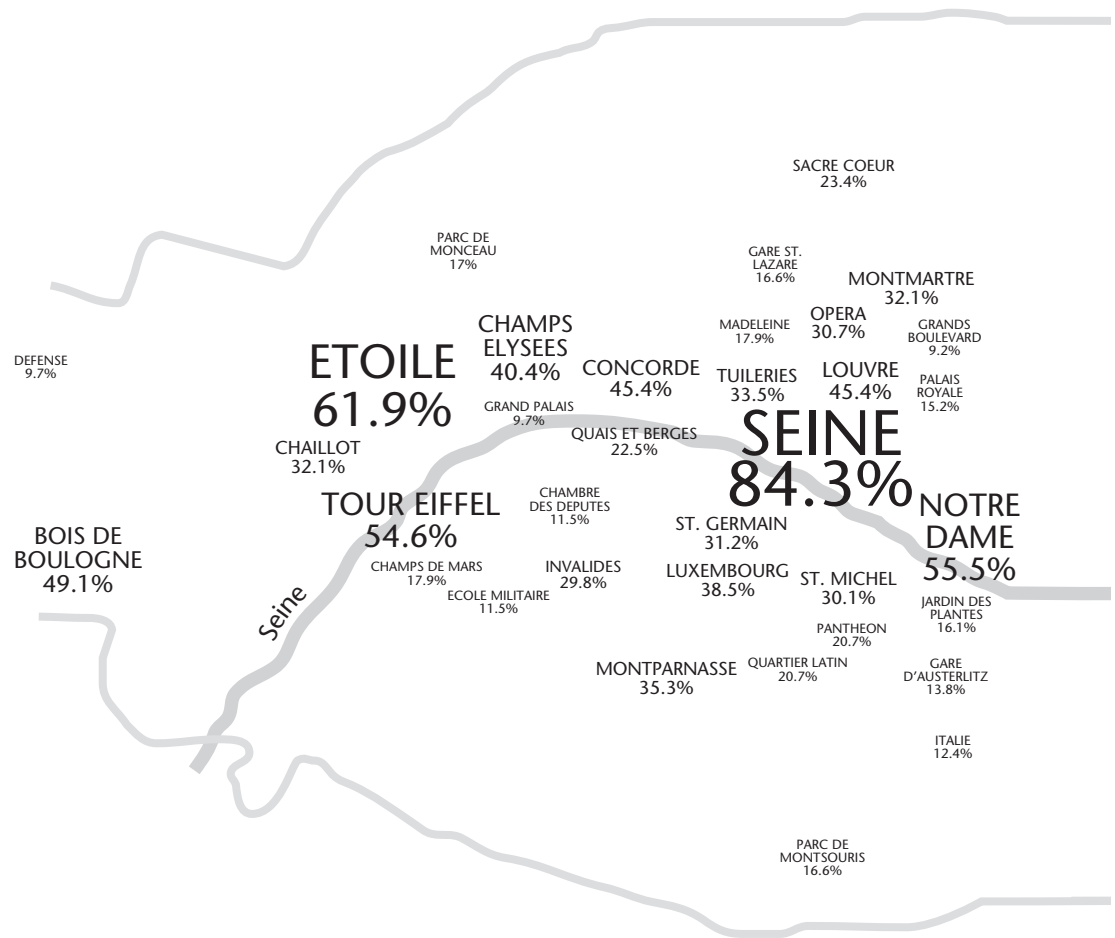 SACRE COEUR
23.4%
PARC DE
MONCEAU
17%
GARE ST.
LAZARE
16.6%
MONTMARTRE
32.1%
OPERA
30.7%
MADELEINE
17.9%
GRANDS
BOULEVARD
9.2%
DEFENSE
9.7%
ETOILE
61.9%
CHAMPS
ELYSEES
40.4%
CONCORDE
45.4%
TUILERIES
33.5%
LOUVRE
45.4%
PALAIS
ROYALE
15.2%
GRAND PALAIS
9.7%
QUAIS ET BERGES
22.5%
SEINE
84.3%
CHAILLOT
32.1%
TOUR EIFFEL
54.6%
CHAMBRE
DES DEPUTES
11.5%
ST. GERMAIN
31.2%
NOTRE
DAME
55.5%
BOIS DE
BOULOGNE
49.1%
CHAMPS DE MARS
17.9%
ECOLE MILITAIRE
11.5%
INVALIDES
29.8%
LUXEMBOURG
38.5%
ST. MICHEL
30.1%
JARDIN DES
PLANTES
16.1%
Seine
PANTHEON
20.7%
MONTPARNASSE
35.3%
QUARTIER LATIN
20.7%
GARE
D'AUSTERLITZ
13.8%
ITALIE
12.4%
PARC DE
MONTSOURIS
16.6%